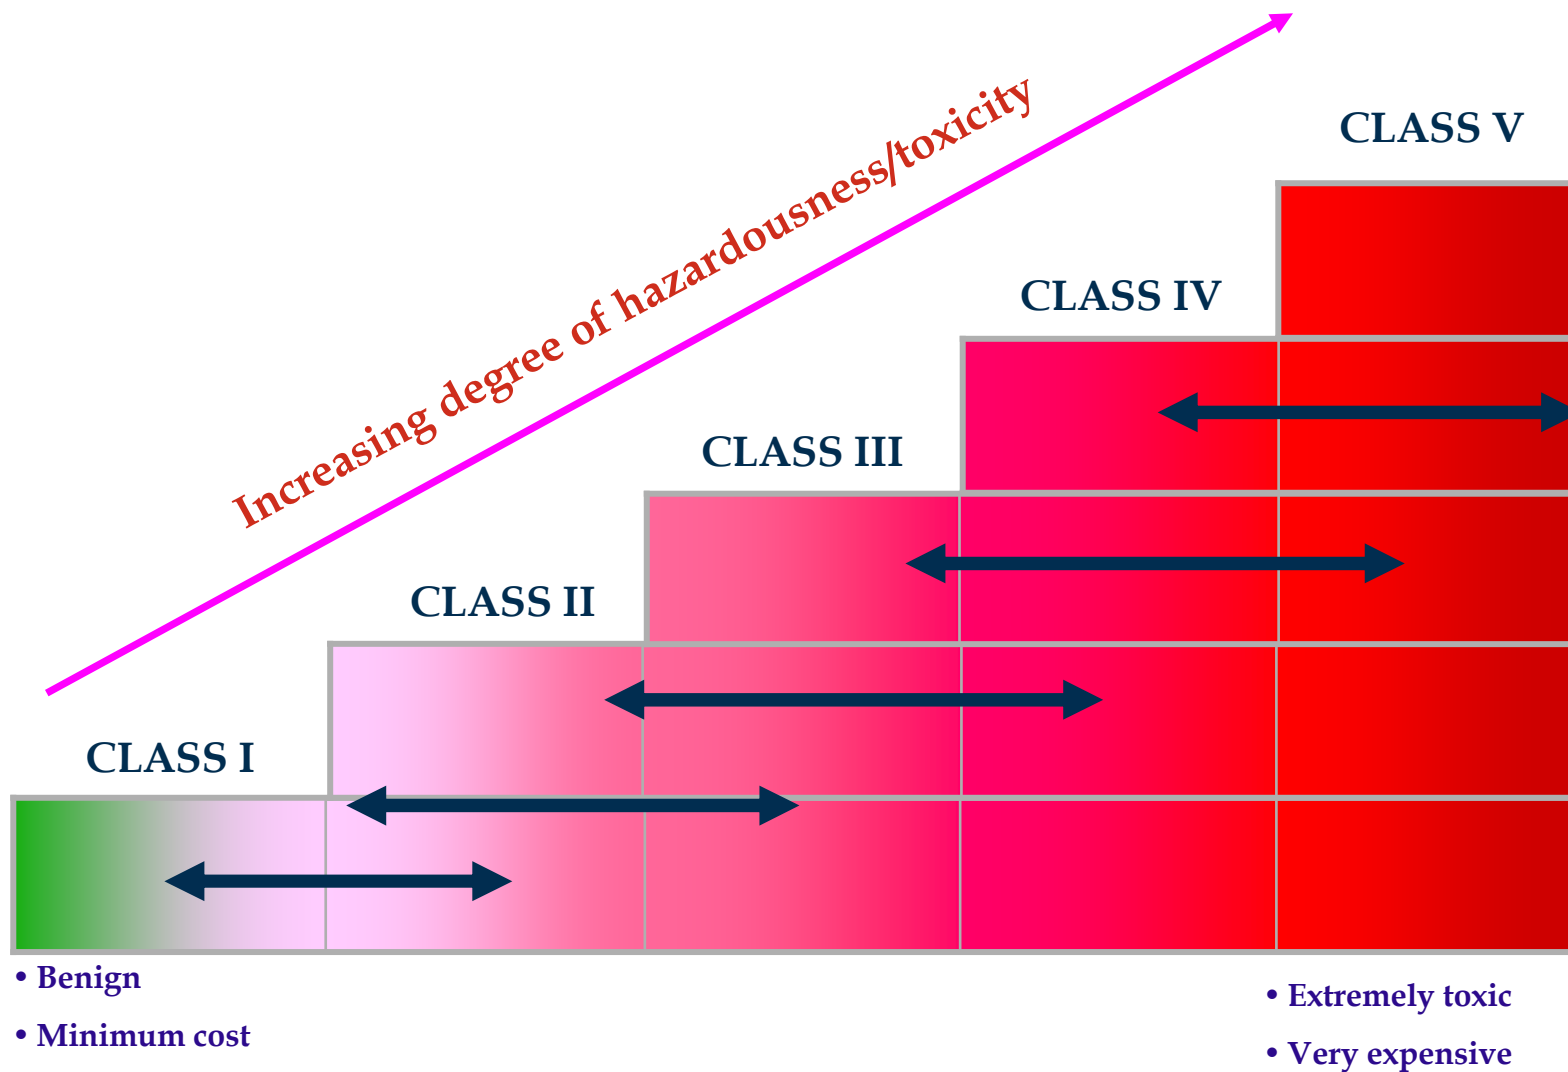 Increasing degree of hazardousness/toxicity
CLASS V
CLASS IV
CLASS III
CLASS II
CLASS I
• Benign
• Minimum cost
• Extremely toxic
• Very expensive